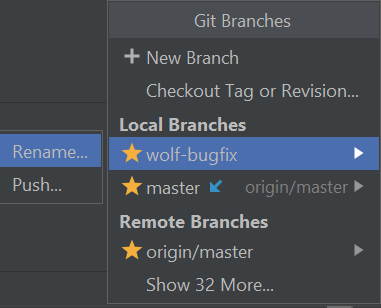 Git Branches
New Branch
Checkout Tag or Revision...
Local Branches
wolf-bugfix
master origin/master
Remote Branches
origin/master
Show 32 More...
Rename...
Push...